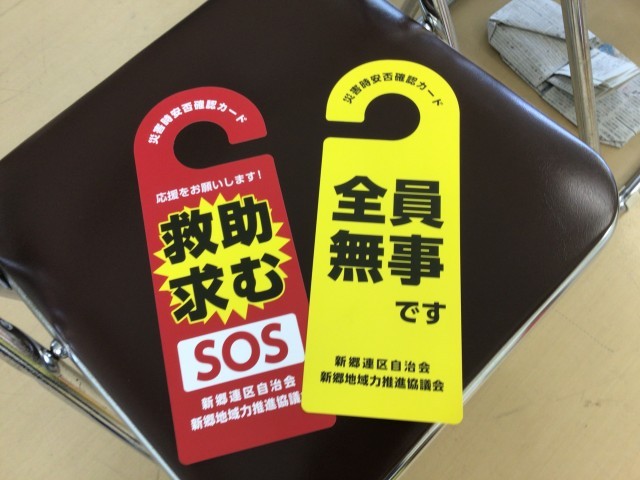 災害時安否確認カード
応援をお願いします!
救助
求む
SOS
新郷連区自治会
新郷地域力推進協議会
災害時安否確認カード
全員
無事
です
新郷連区自治会
新郷地域力推進協議会